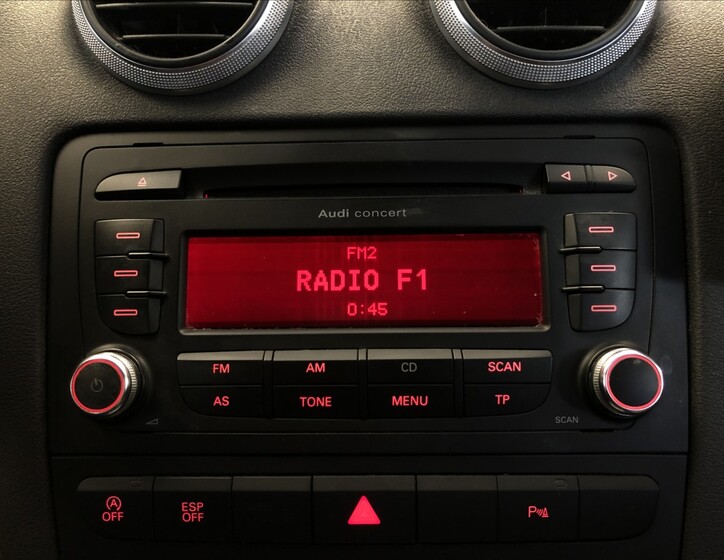 Audi concert
FM2
RADIO F1
0:45
FM AM CD SCAN
AS TONE MENU TP
SCAN
A
OFF
ESP
OFF
P